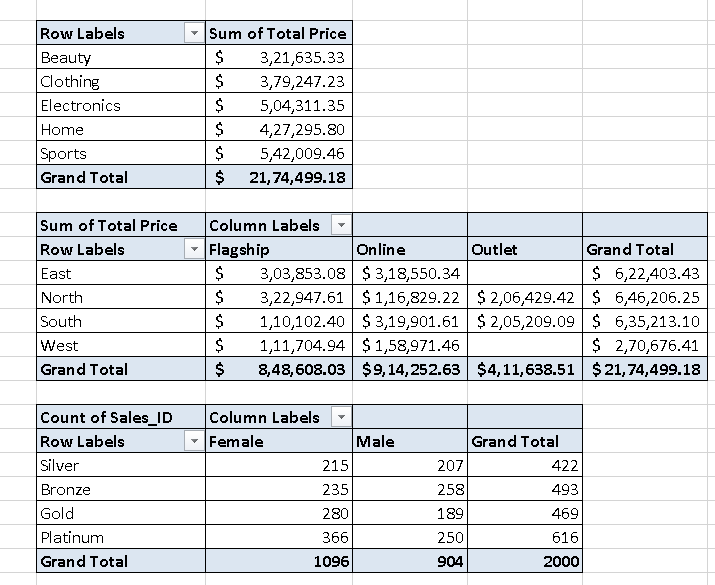 Row Labels Sum of Total Price
Beauty $ 3,21,635.33
Clothing $ 3,79,247.23
Electronics $ 5,04,311.35
Home $ 4,27,295.80
Sports $ 5,42,009.46
Grand Total $ 21,74,499.18
Sum of Total Price Column Labels
Row Labels Flagship Online Outlet Grand Total
East $ 3,03,853.08 $ 3,18,550.34 $ 6,22,403.43
North $ 3,22,947.61 $ 1,16,829.22 $ 2,06,429.42 $ 6,46,206.25
South $ 1,10,102.40 $ 3,19,901.61 $ 2,05,209.09 $ 6,35,213.10
West $ 1,11,704.94 $ 1,58,971.46 $ 2,70,676.41
Grand Total $ 8,48,608.03 $9,14,252.63 $4,11,638.51 $21,74,499.18
Count of Sales_ID Column Labels
Row Labels Female Male Grand Total
Silver 215 207 422
Bronze 235 258 493
Gold 280 189 469
Platinum 366 250 616
Grand Total 1096 904 2000